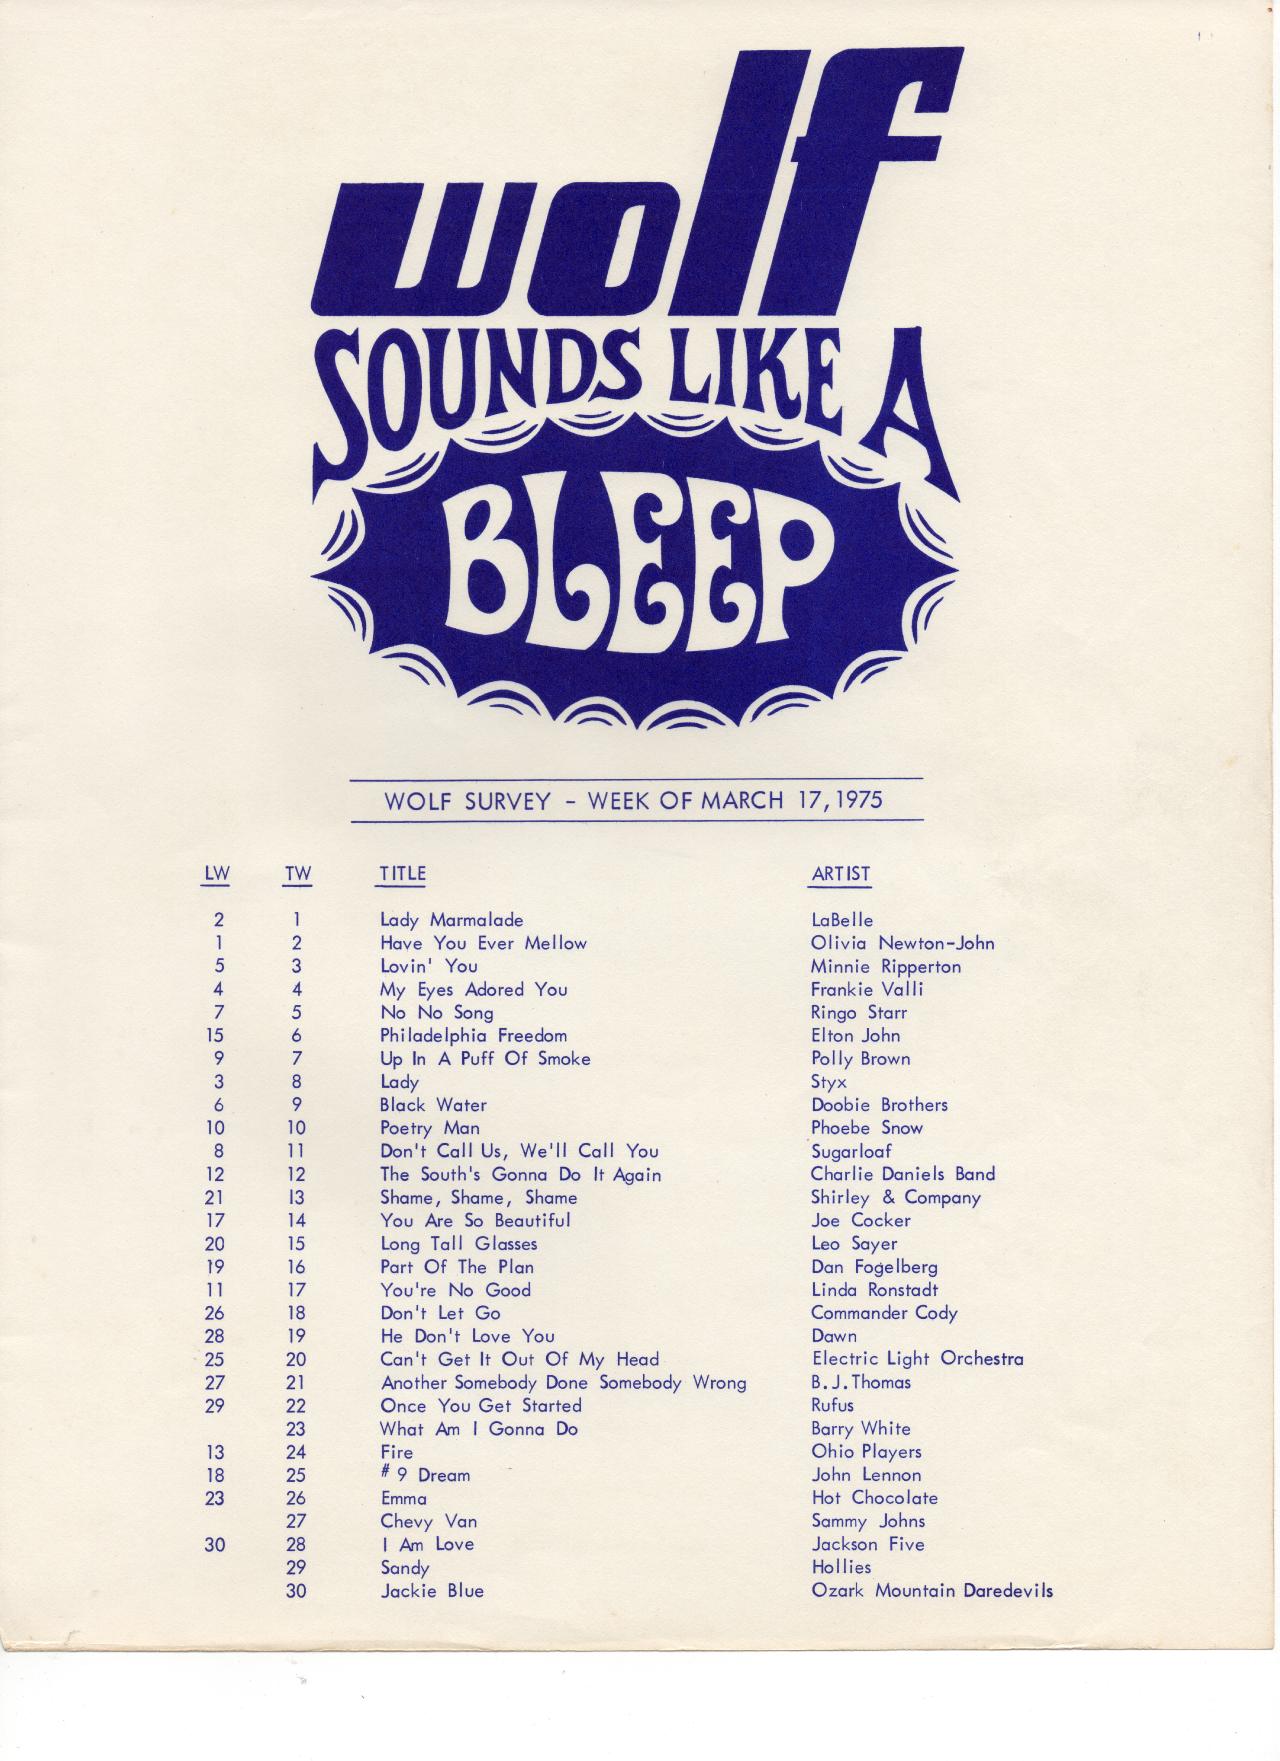 wolf
SOUNDS LIKE A
BLEEP
WOLF SURVEY - WEEK OF MARCH 17, 1975
LW TW TITLE ARTIST
2 1 Lady Marmalade LaBelle
1 2 Have You Ever Mellow Olivia Newton-John
5 3 Lovin' You Minnie Ripperton
4 4 My Eyes Adored You Frankie Valli
7 5 No No Song Ringo Starr
15 6 Philadelphia Freedom Elton John
9 7 Up In A Puff Of Smoke Polly Brown
3 8 Lady Styx
6 9 Black Water Doobie Brothers
10 10 Poetry Man Phoebe Snow
8 11 Don't Call Us, We'll Call You Sugarloaf
12 12 The South's Gonna Do It Again Charlie Daniels Band
21 13 Shame, Shame, Shame Shirley & Company
17 14 You Are So Beautiful Joe Cocker
20 15 Long Tall Glasses Leo Sayer
19 16 Part Of The Plan Dan Fogelberg
11 17 You're No Good Linda Ronstadt
26 18 Don't Let Go Commander Cody
28 19 He Don't Love You Dawn
25 20 Can't Get It Out Of My Head Electric Light Orchestra
27 21 Another Somebody Done Somebody Wrong B.J.Thomas
29 22 Once You Get Started Rufus
23 What Am I Gonna Do Barry White
13 24 Fire Ohio Players
18 25 #9 Dream John Lennon
23 26 Emma Hot Chocolate
27 Chevy Van Sammy Johns
30 28 I Am Love Jackson Five
29 Sandy Hollies
30 Jackie Blue Ozark Mountain Daredevils